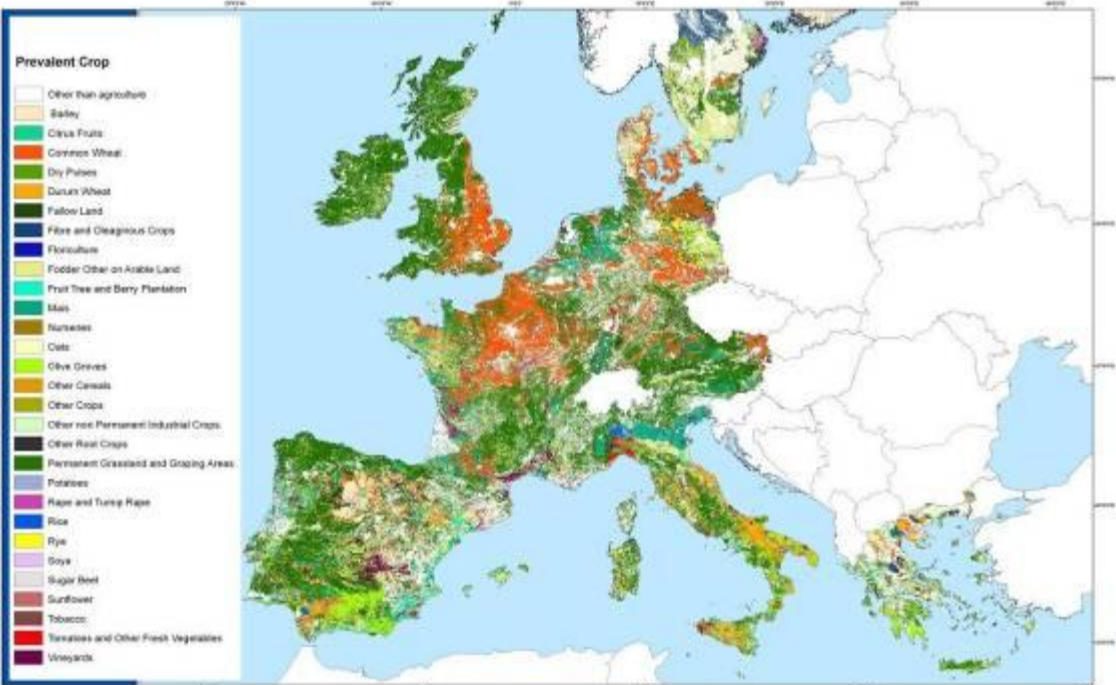 Prevalent Crop
Other than agriculture
Barley
Citrus Fruits
Common Wheat
Dry Pulses
Durum Wheat
Fallow Land
Fibre and Oleaginous Crops
Floriculture
Fodder Other on Arable Land
Fruit Tree and Berry Plantation
Mais
Nurseries
Oats
Olive Groves
Other Cereals
Other Crops
Other non Permanent Industrial Crops
Other Root Crops
Permanent Grassland and Grazing Areas
Potatoes
Rape and Turnip Rape
Rice
Rye
Soya
Sugar Beet
Sunflower
Tobacco
Tomatoes and Other Fresh Vegetables
Vineyards